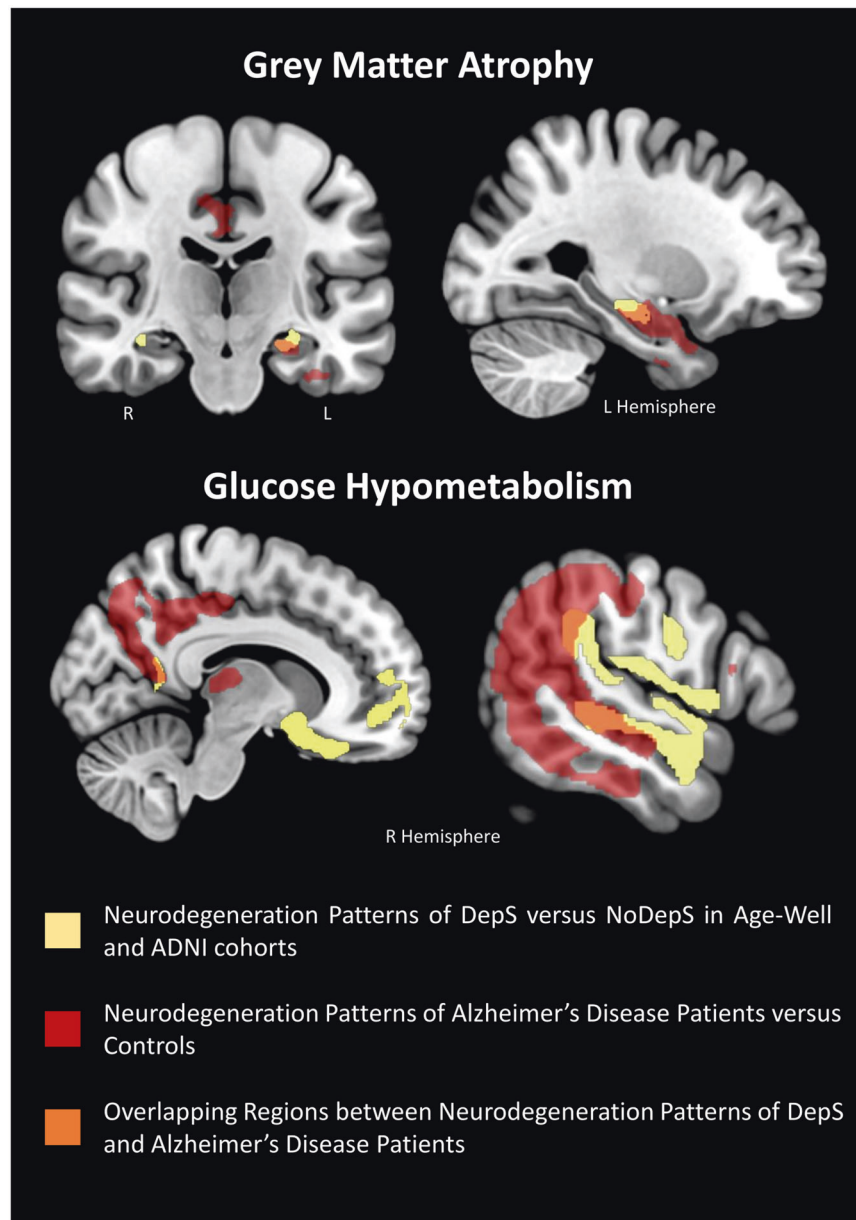 Grey Matter Atrophy
R
L
L Hemisphere
Glucose Hypometabolism
R Hemisphere
Neurodegeneration Patterns of DepS versus NoDepS in Age-Well
and ADNI cohorts
Neurodegeneration Patterns of Alzheimer’s Disease Patients versus
Controls
Overlapping Regions between Neurodegeneration Patterns of DepS
and Alzheimer’s Disease Patients